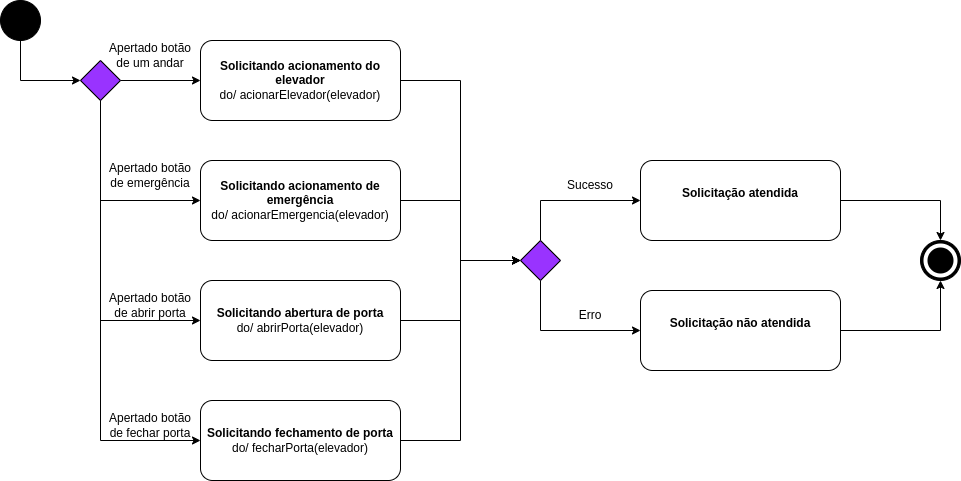 Apertado botão
de um andar
Solicitando acionamento do
elevador
do/ acionarElevador(elevador)
Apertado botão
de emergência
Solicitando acionamento de
emergência
do/ acionarEmergencia(elevador)
Apertado botão
de abrir porta
Solicitando abertura de porta
do/ abrirPorta(elevador)
Apertado botão
de fechar porta
Solicitando fechamento de porta
do/ fecharPorta(elevador)
Sucesso
Solicitação atendida
Erro
Solicitação não atendida